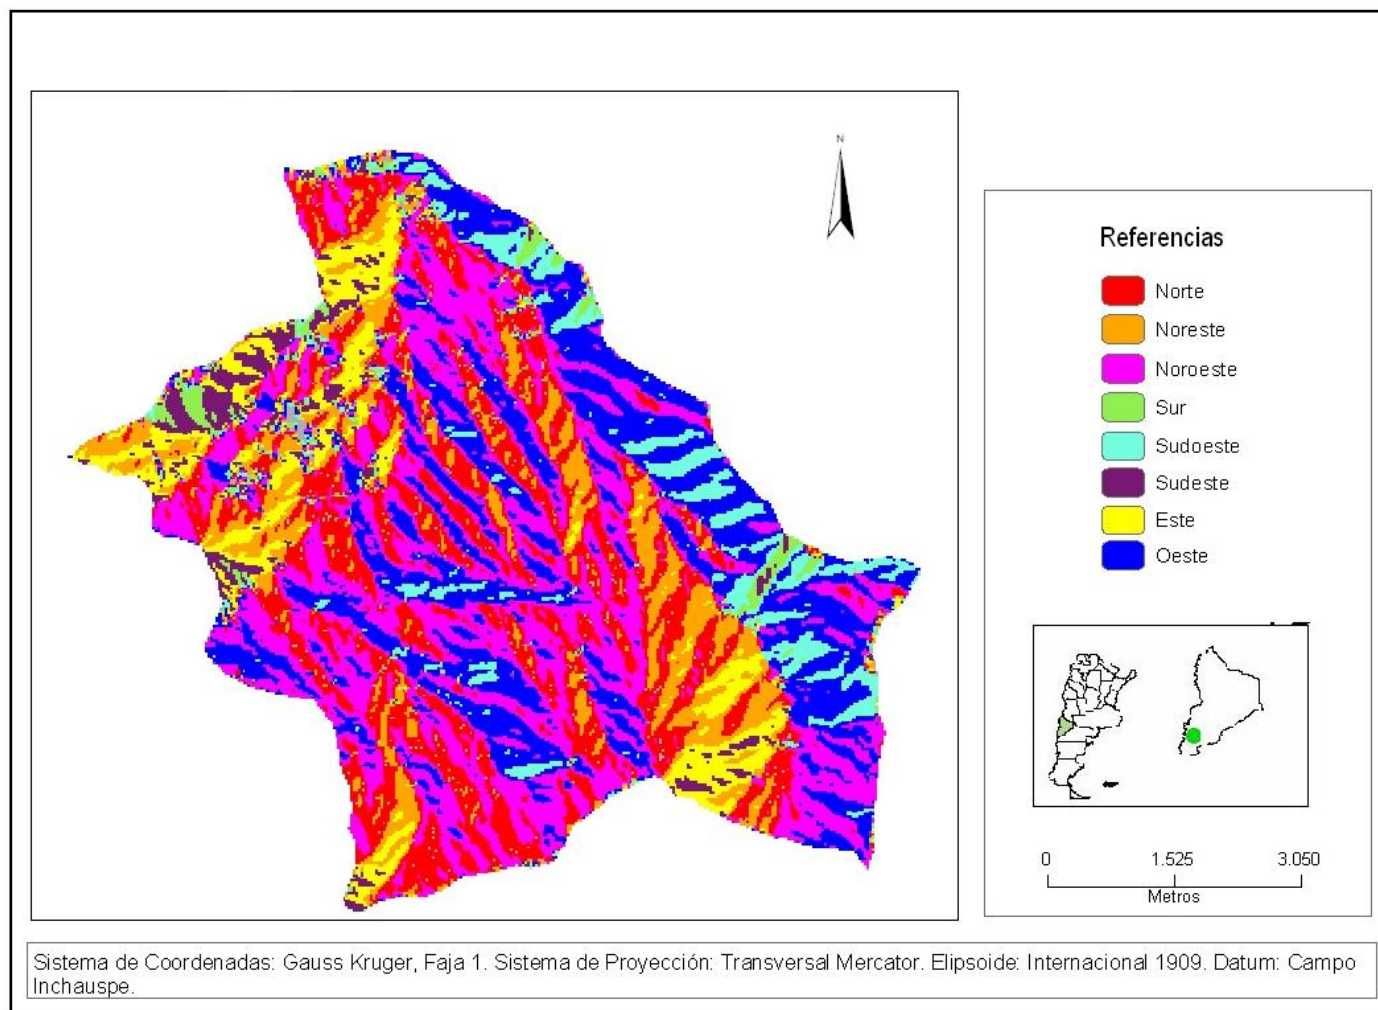 N
Referencias
Norte
Noreste
Noroeste
Sur
Sudoeste
Sudeste
Este
Oeste
0 1.525 3.050
Metros
Sistema de Coordenadas: Gauss Kruger, Faja 1. Sistema de Proyección: Transversal Mercator. Elipsoide: Internacional 1909. Datum: Campo
Inchauspe.